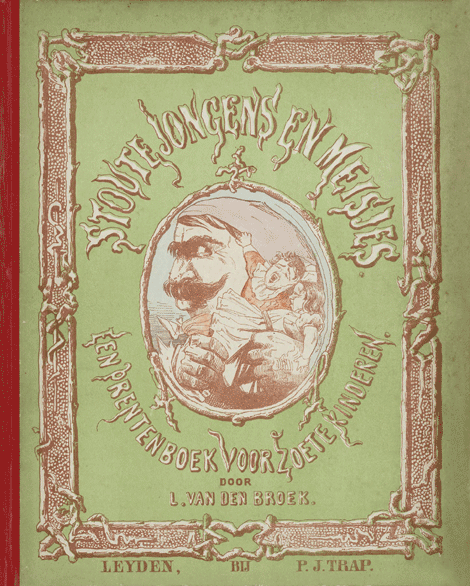 STOUTE JONGENS EN MEISJES.
EEN PRENTENBOEK VOOR ZOETE KINDEREN.
DOOR
L. VAN DEN BROEK.
LEYDEN, BIJ P. J. TRAP.